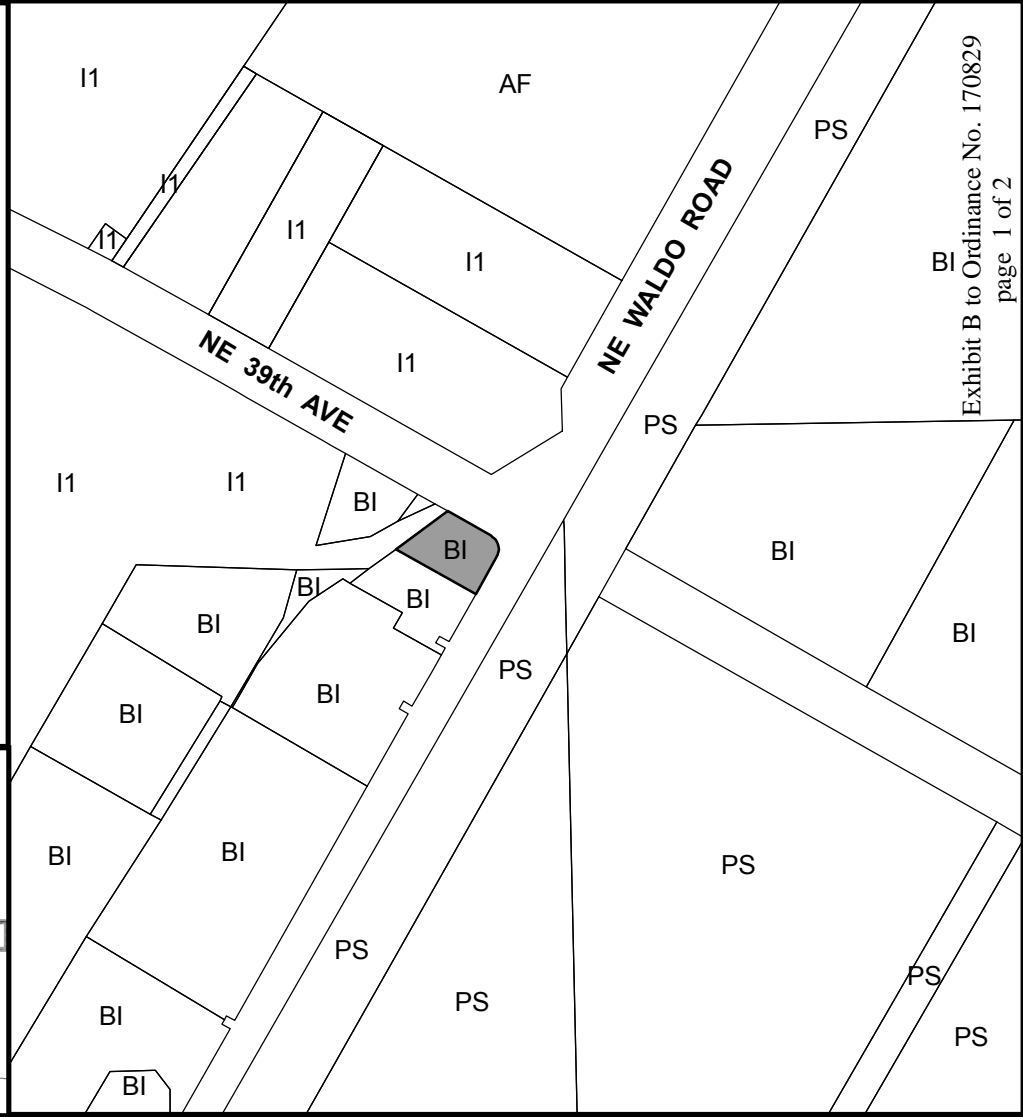 I1
AF
PS
Exhibit B to Ordinance No. 170829
page 1 of 2
I1
I1
I1
I1
BI
NE WALDO ROAD
NE 39th AVE
I1
PS
I1
I1
BI
BI
BI
BI
BI
BI
BI
BI
PS
BI
BI
BI
BI
PS
PS
PS
PS
BI
PS
BI